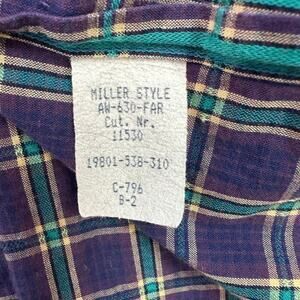 MILLER STYLE
AW-630-FAR
Cut. Nr.
11530
19801-538-310
C-796
B-2